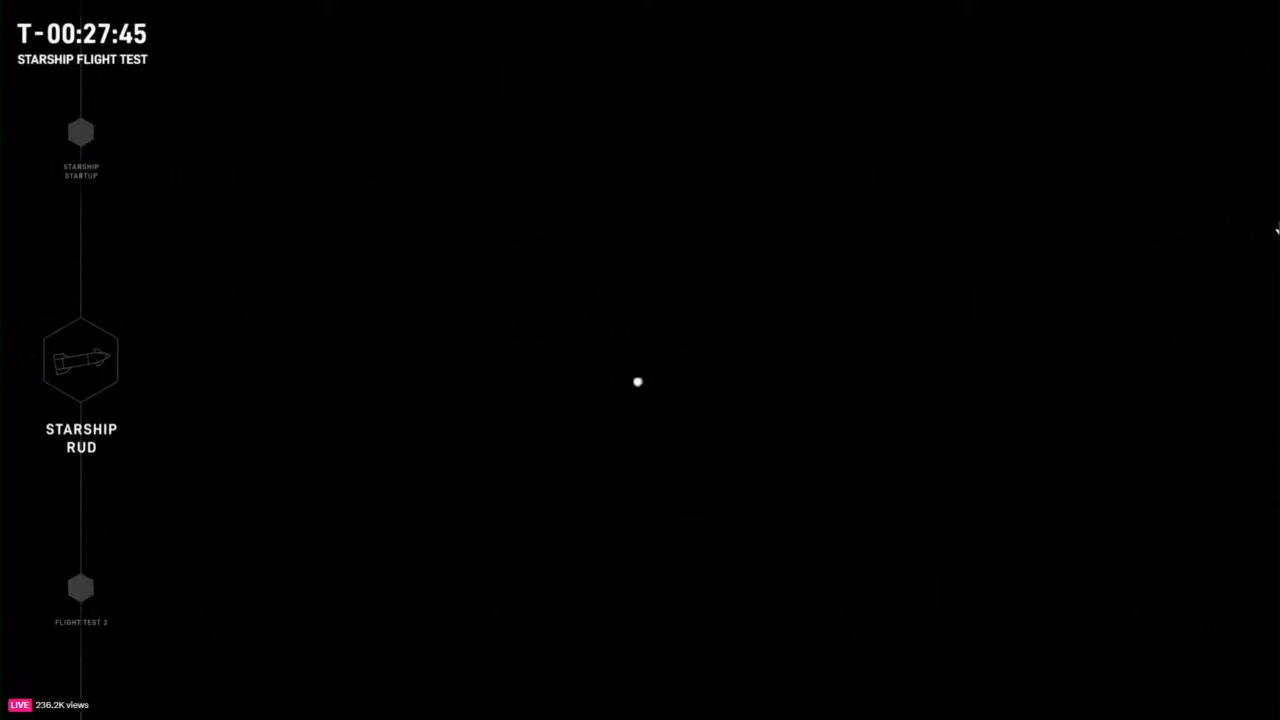 T-00:27:45
STARSHIP FLIGHT TEST
STARSHIP
STARTUP
STARSHIP
RUD
FLIGHT TEST 3
LIVE 236.2K views